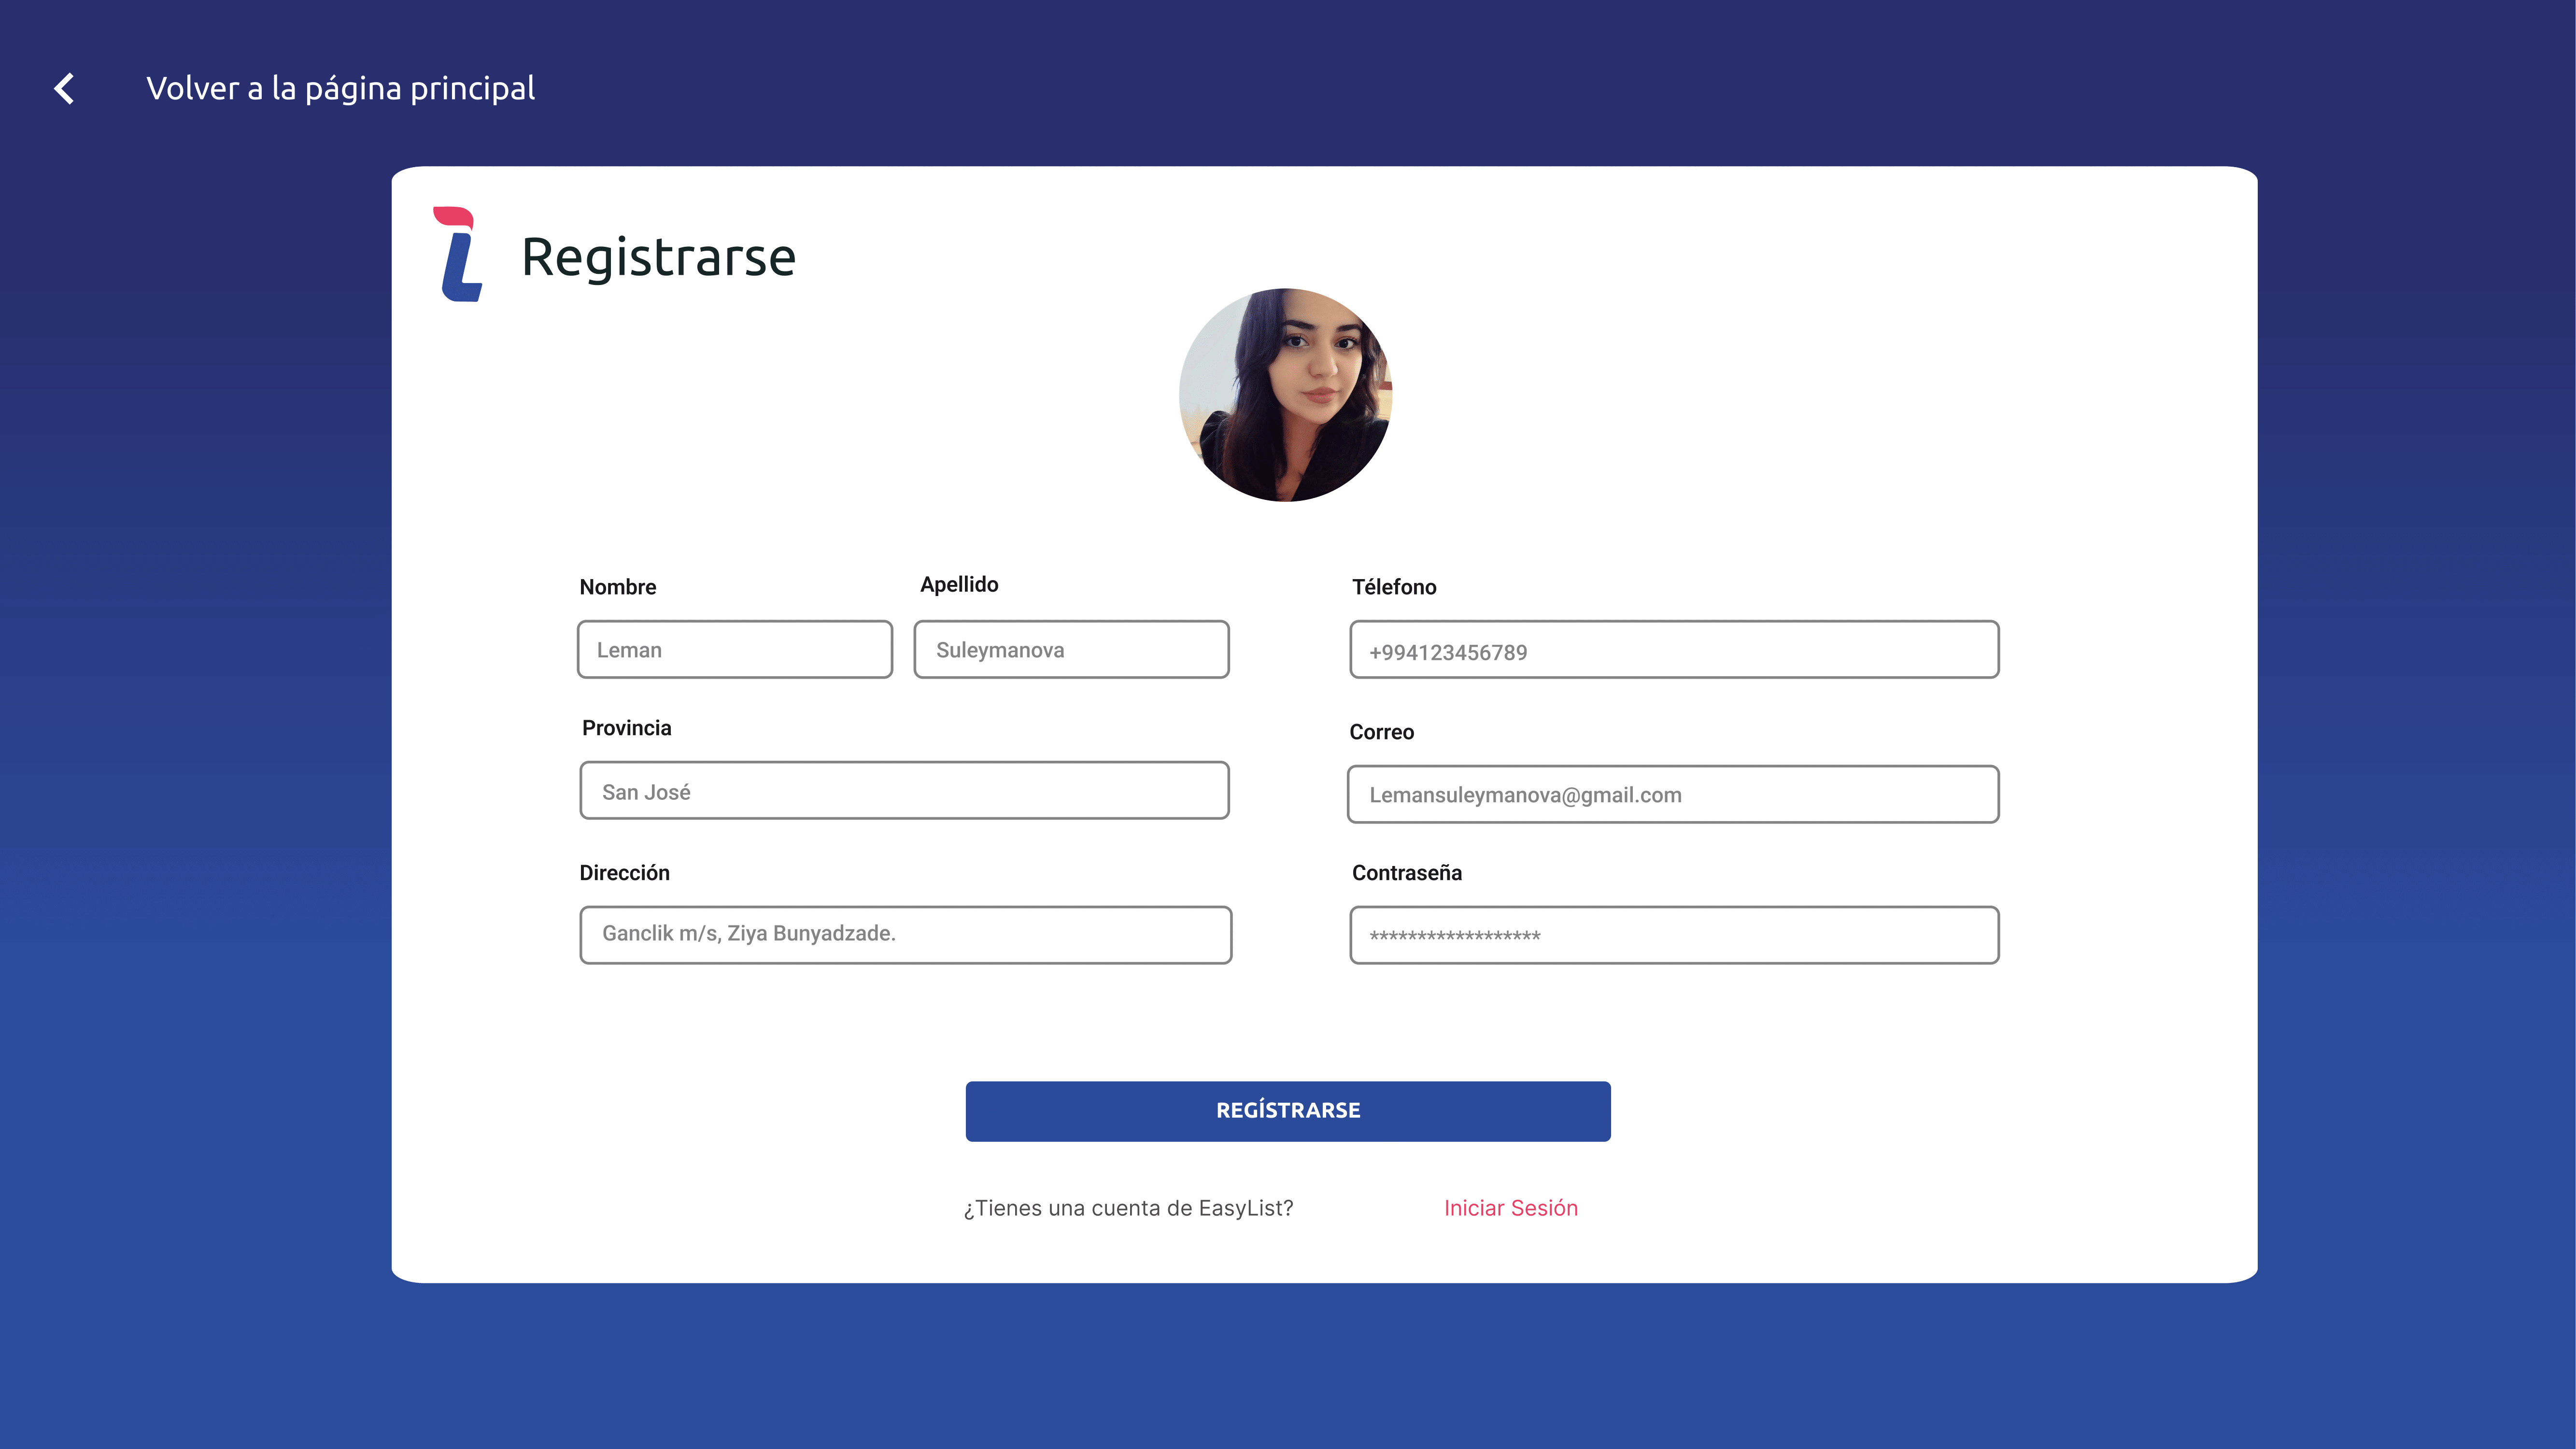 Volver a la página principal
Registrarse
Nombre
Apellido
Leman
Suleymanova
Télefono
+994123456789
Provincia
San José
Correo
Lemansuleymanova@gmail.com
Dirección
Ganclik m/s, Ziya Bunyadzade.
Contraseña
******************
REGÍSTRARSE
¿Tienes una cuenta de EasyList?
Iniciar Sesión